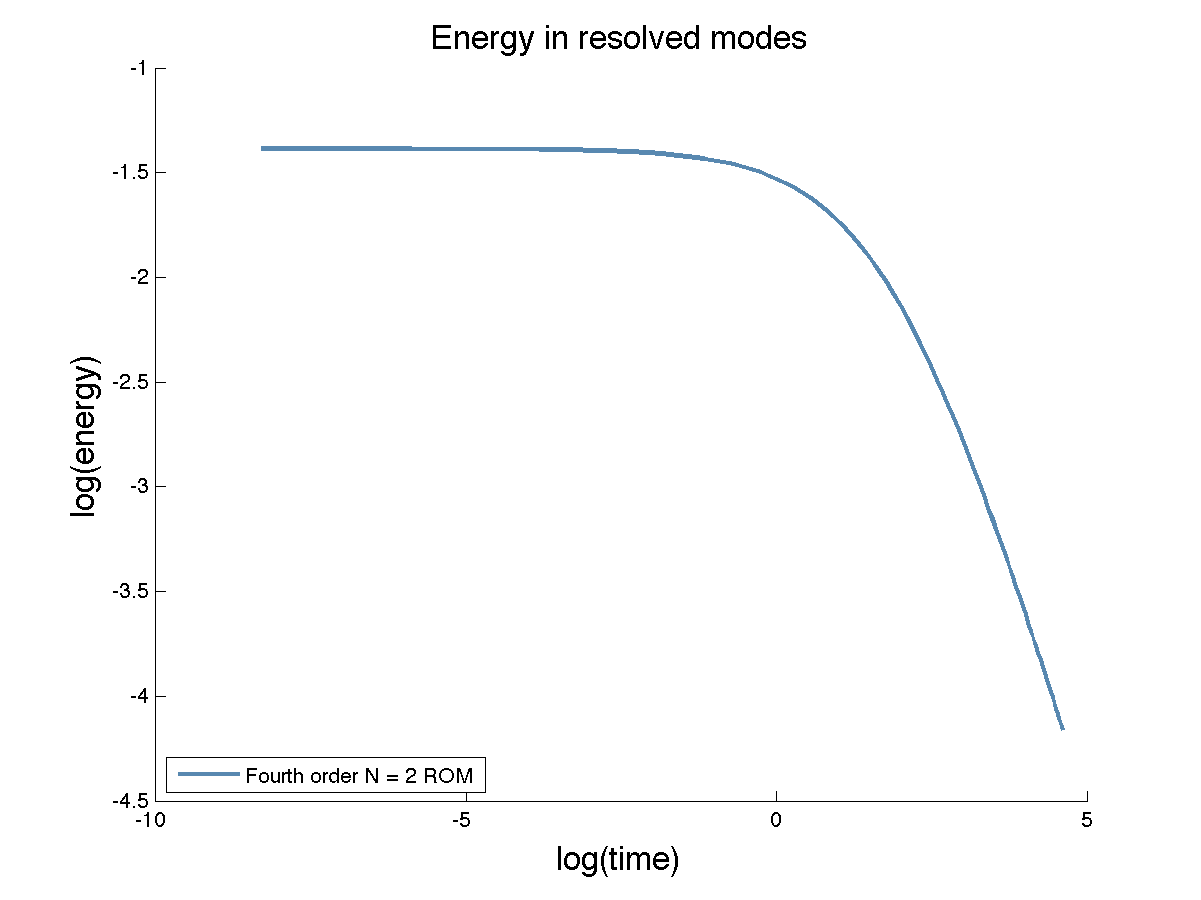 Energy in resolved modes
-1
-1.5
-2
-2.5
-3
-3.5
-4
-4.5
log(energy)
Fourth order N = 2 ROM
-10 -5 0 5
log(time)